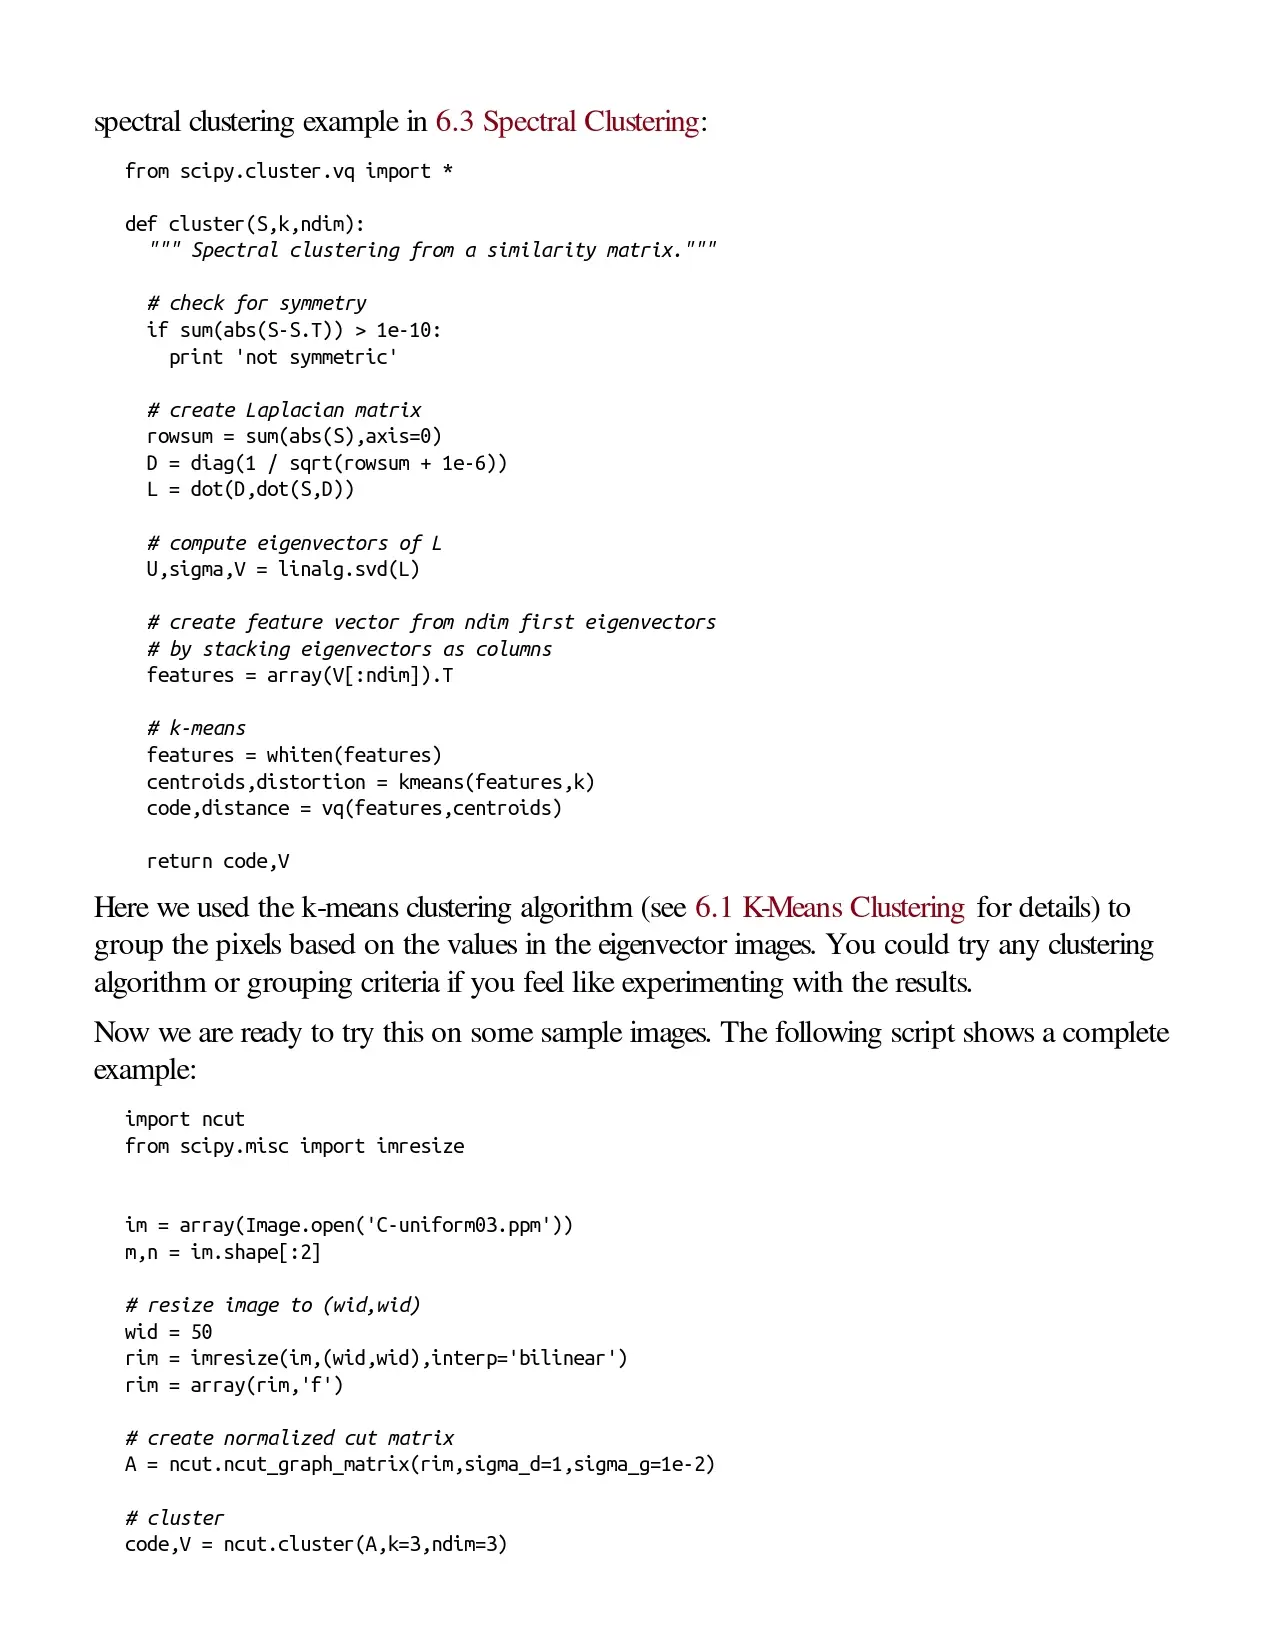 spectral clustering example in 6.3 Spectral Clustering:
from scipy.cluster.vq import *
def cluster(S,k,ndim):
  """ Spectral clustering from a similarity matrix."""
  # check for symmetry
  if sum(abs(S-S.T)) > 1e-10:
    print 'not symmetric'
  # create Laplacian matrix
  rowsum = sum(abs(S),axis=0)
  D = diag(1 / sqrt(rowsum + 1e-6))
  L = dot(D,dot(S,D))
  # compute eigenvectors of L
  U,sigma,V = linalg.svd(L)
  # create feature vector from ndim first eigenvectors
  # by stacking eigenvectors as columns
  features = array(V[:ndim]).T
  # k-means
  features = whiten(features)
  centroids,distortion = kmeans(features,k)
  code,distance = vq(features,centroids)
  return code,V
Here we used the k-means clustering algorithm (see 6.1 K-Means Clustering for details) to
group the pixels based on the values in the eigenvector images. You could try any clustering
algorithm or grouping criteria if you feel like experimenting with the results.
Now we are ready to try this on some sample images. The following script shows a complete
example:
import ncut
from scipy.misc import imresize
im = array(Image.open('C-uniform03.ppm'))
m,n = im.shape[:2]
# resize image to (wid,wid)
wid = 50
rim = imresize(im,(wid,wid),interp='bilinear')
rim = array(rim,'f')
# create normalized cut matrix
A = ncut.ncut_graph_matrix(rim,sigma_d=1,sigma_g=1e-2)
# cluster
code,V = ncut.cluster(A,k=3,ndim=3)